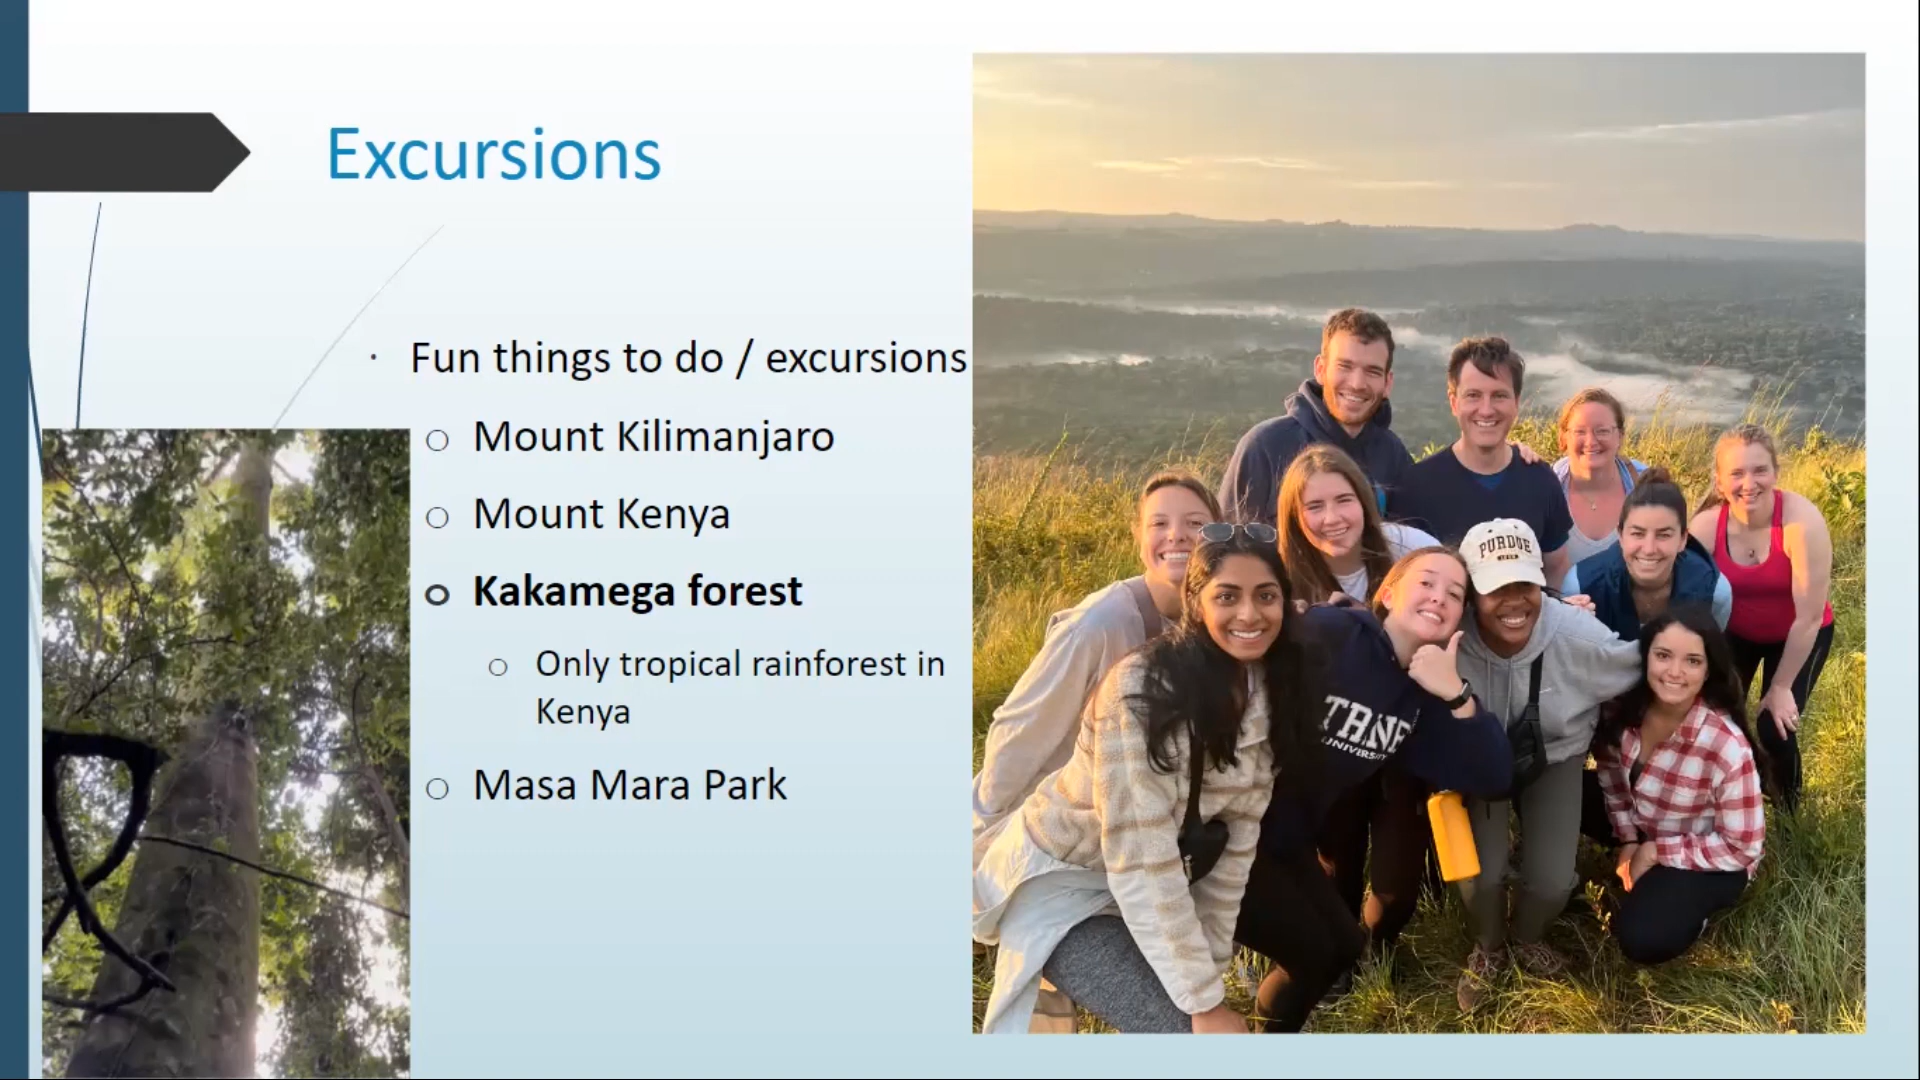 Excursions
· Fun things to do / excursions
○ Mount Kilimanjaro
○ Mount Kenya
○ Kakamega forest
○ Only tropical rainforest in
Kenya
○ Masa Mara Park
PURDUE
UNIVERSITY